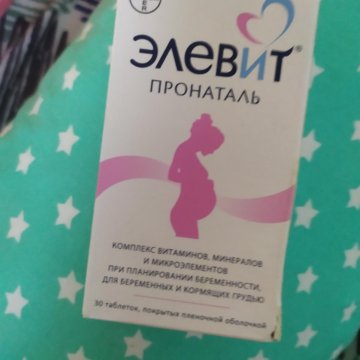 ЭЛЕВИТ®
ПРОНАТАЛЬ
КОМПЛЕКС ВИТАМИНОВ, МИНЕРАЛОВ
И МИКРОЭЛЕМЕНТОВ
ПРИ ПЛАНИРОВАНИИ БЕРЕМЕННОСТИ,
ДЛЯ БЕРЕМЕННЫХ И КОРМЯЩИХ ГРУДЬЮ
30 таблеток, покрытых пленочной оболочкой